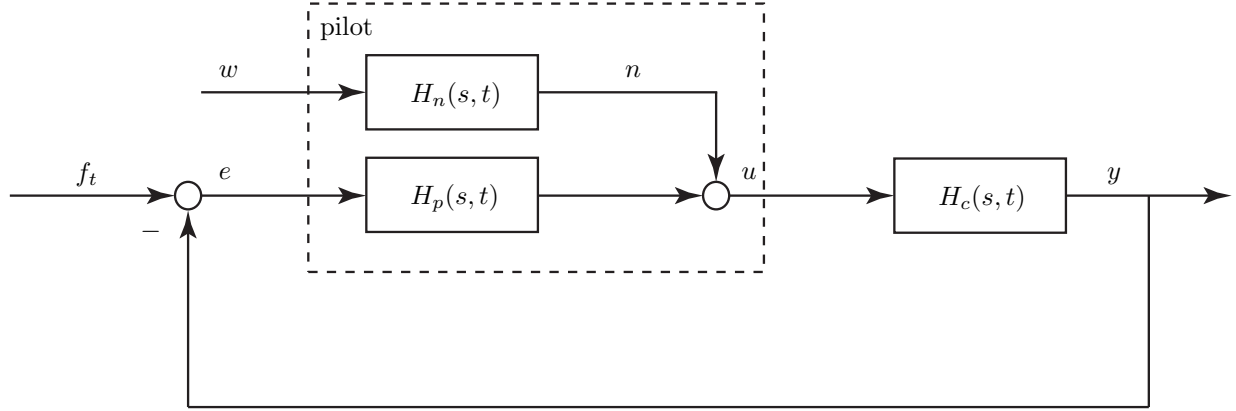 pilot
w
H_n(s, t)
n
f_t
e
H_p(s, t)
u
H_c(s, t)
y
−